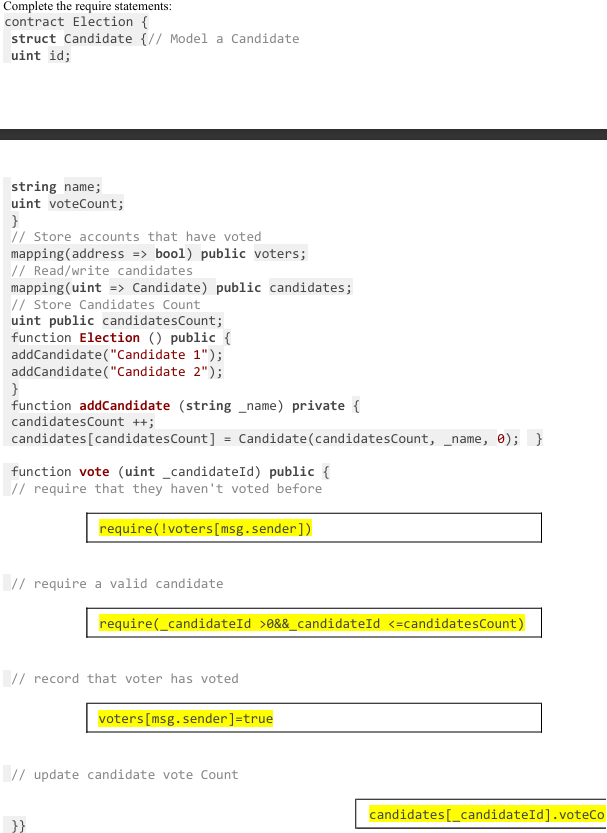 Complete the require statements:
contract Election {
struct Candidate {// Model a Candidate
uint id;
string name;
uint voteCount;
}
// Store accounts that have voted
mapping(address => bool) public voters;
// Read/write candidates
mapping(uint => Candidate) public candidates;
// Store Candidates Count
uint public candidatesCount;
function Election () public {
addCandidate("Candidate 1");
addCandidate("Candidate 2");
}
function addCandidate (string _name) private {
candidatesCount ++;
candidates[candidatesCount] = Candidate(candidatesCount, _name, 0); }
function vote (uint _candidateId) public {
// require that they haven't voted before
require(!voters[msg.sender])
// require a valid candidate
require(_candidateId >0&&_candidateId <=candidatesCount)
// record that voter has voted
voters[msg.sender]=true
// update candidate vote Count
candidates[_candidateId].voteCo
}}